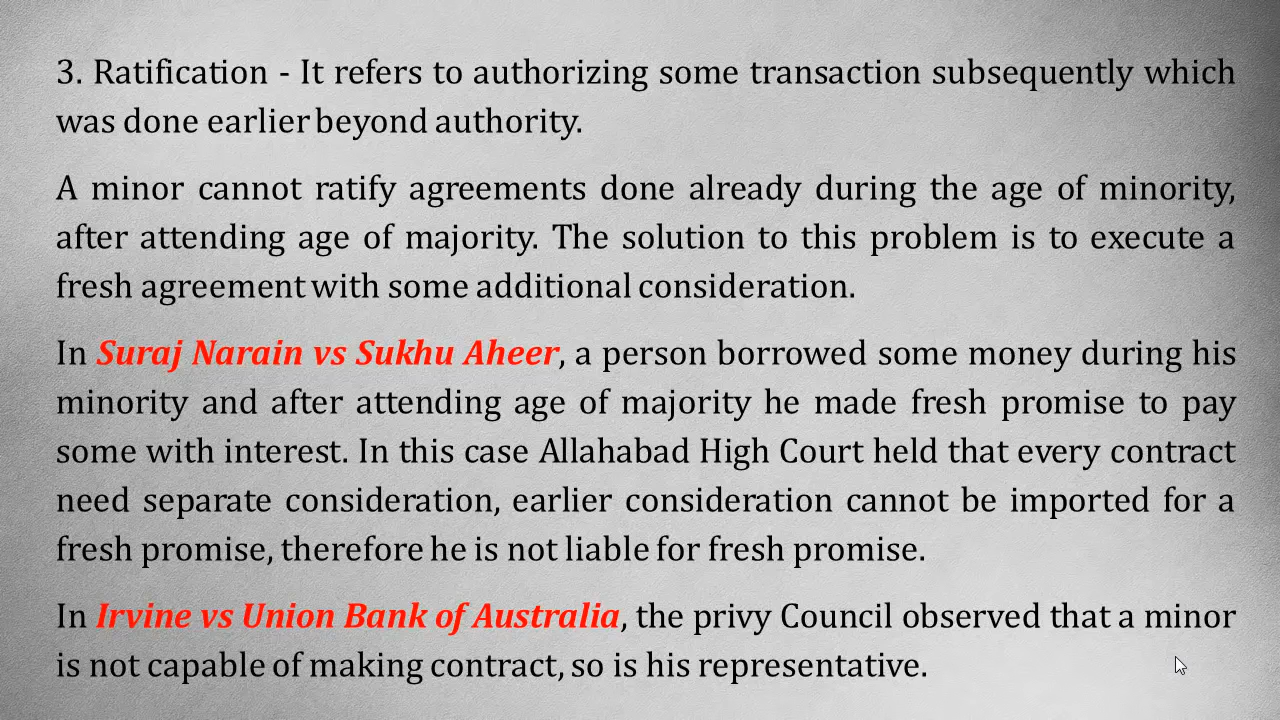 3. Ratification - It refers to authorizing some transaction subsequently which
was done earlier beyond authority.
A minor cannot ratify agreements done already during the age of minority,
after attending age of majority. The solution to this problem is to execute a
fresh agreement with some additional consideration.
In Suraj Narain vs Sukhu Aheer, a person borrowed some money during his
minority and after attending age of majority he made fresh promise to pay
some with interest. In this case Allahabad High Court held that every contract
need separate consideration, earlier consideration cannot be imported for a
fresh promise, therefore he is not liable for fresh promise.
In Irvine vs Union Bank of Australia, the privy Council observed that a minor
is not capable of making contract, so is his representative.